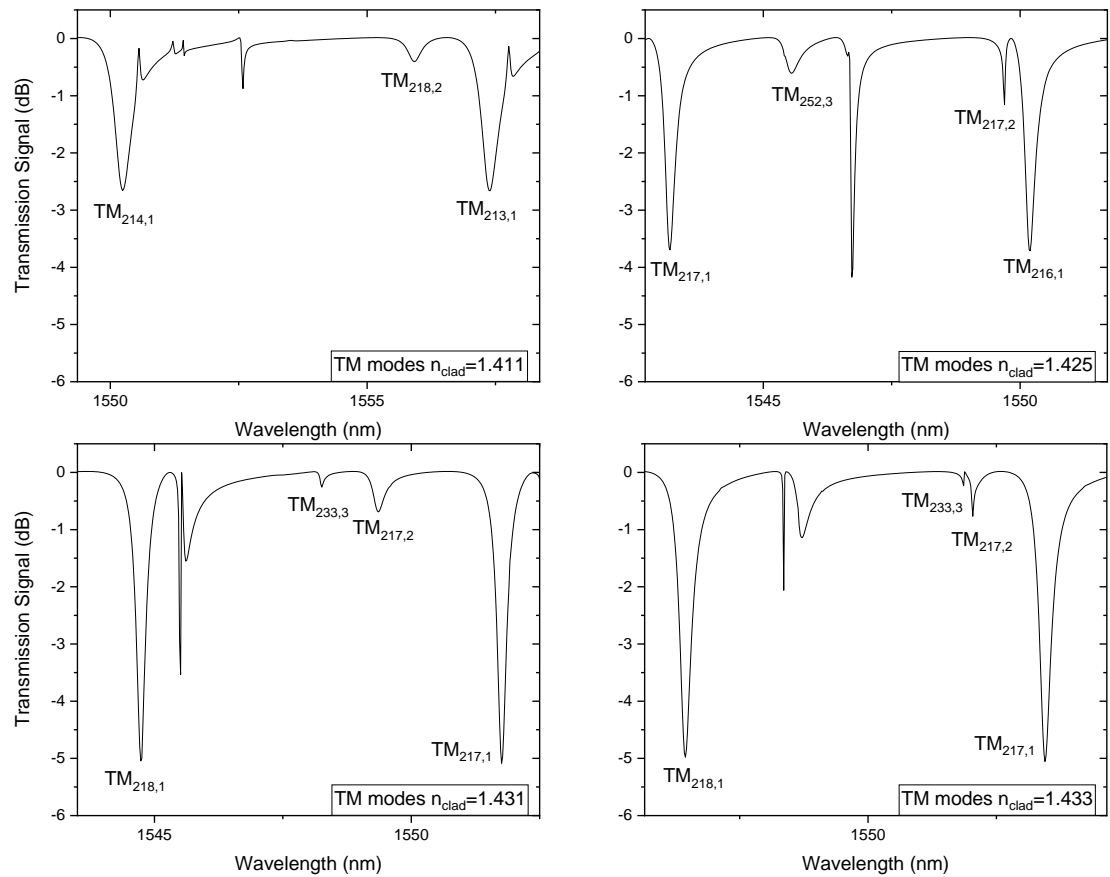 0
-1
-2
-3
-4
-5
-6
Transmission Signal (dB)
TM214,1
TM218,2
TM213,1
TM modes nclad=1.411
1550
1555
Wavelength (nm)
0
-1
-2
-3
-4
-5
-6
TM217,1
TM252,3
TM217,2
TM216,1
TM modes nclad=1.425
1545
1550
Wavelength (nm)
0
-1
-2
-3
-4
-5
-6
Transmission Signal (dB)
TM218,1
TM233,3
TM217,2
TM217,1
TM modes nclad=1.431
1545
1550
Wavelength (nm)
0
-1
-2
-3
-4
-5
-6
TM218,1
TM233,3
TM217,2
TM217,1
TM modes nclad=1.433
1550
Wavelength (nm)